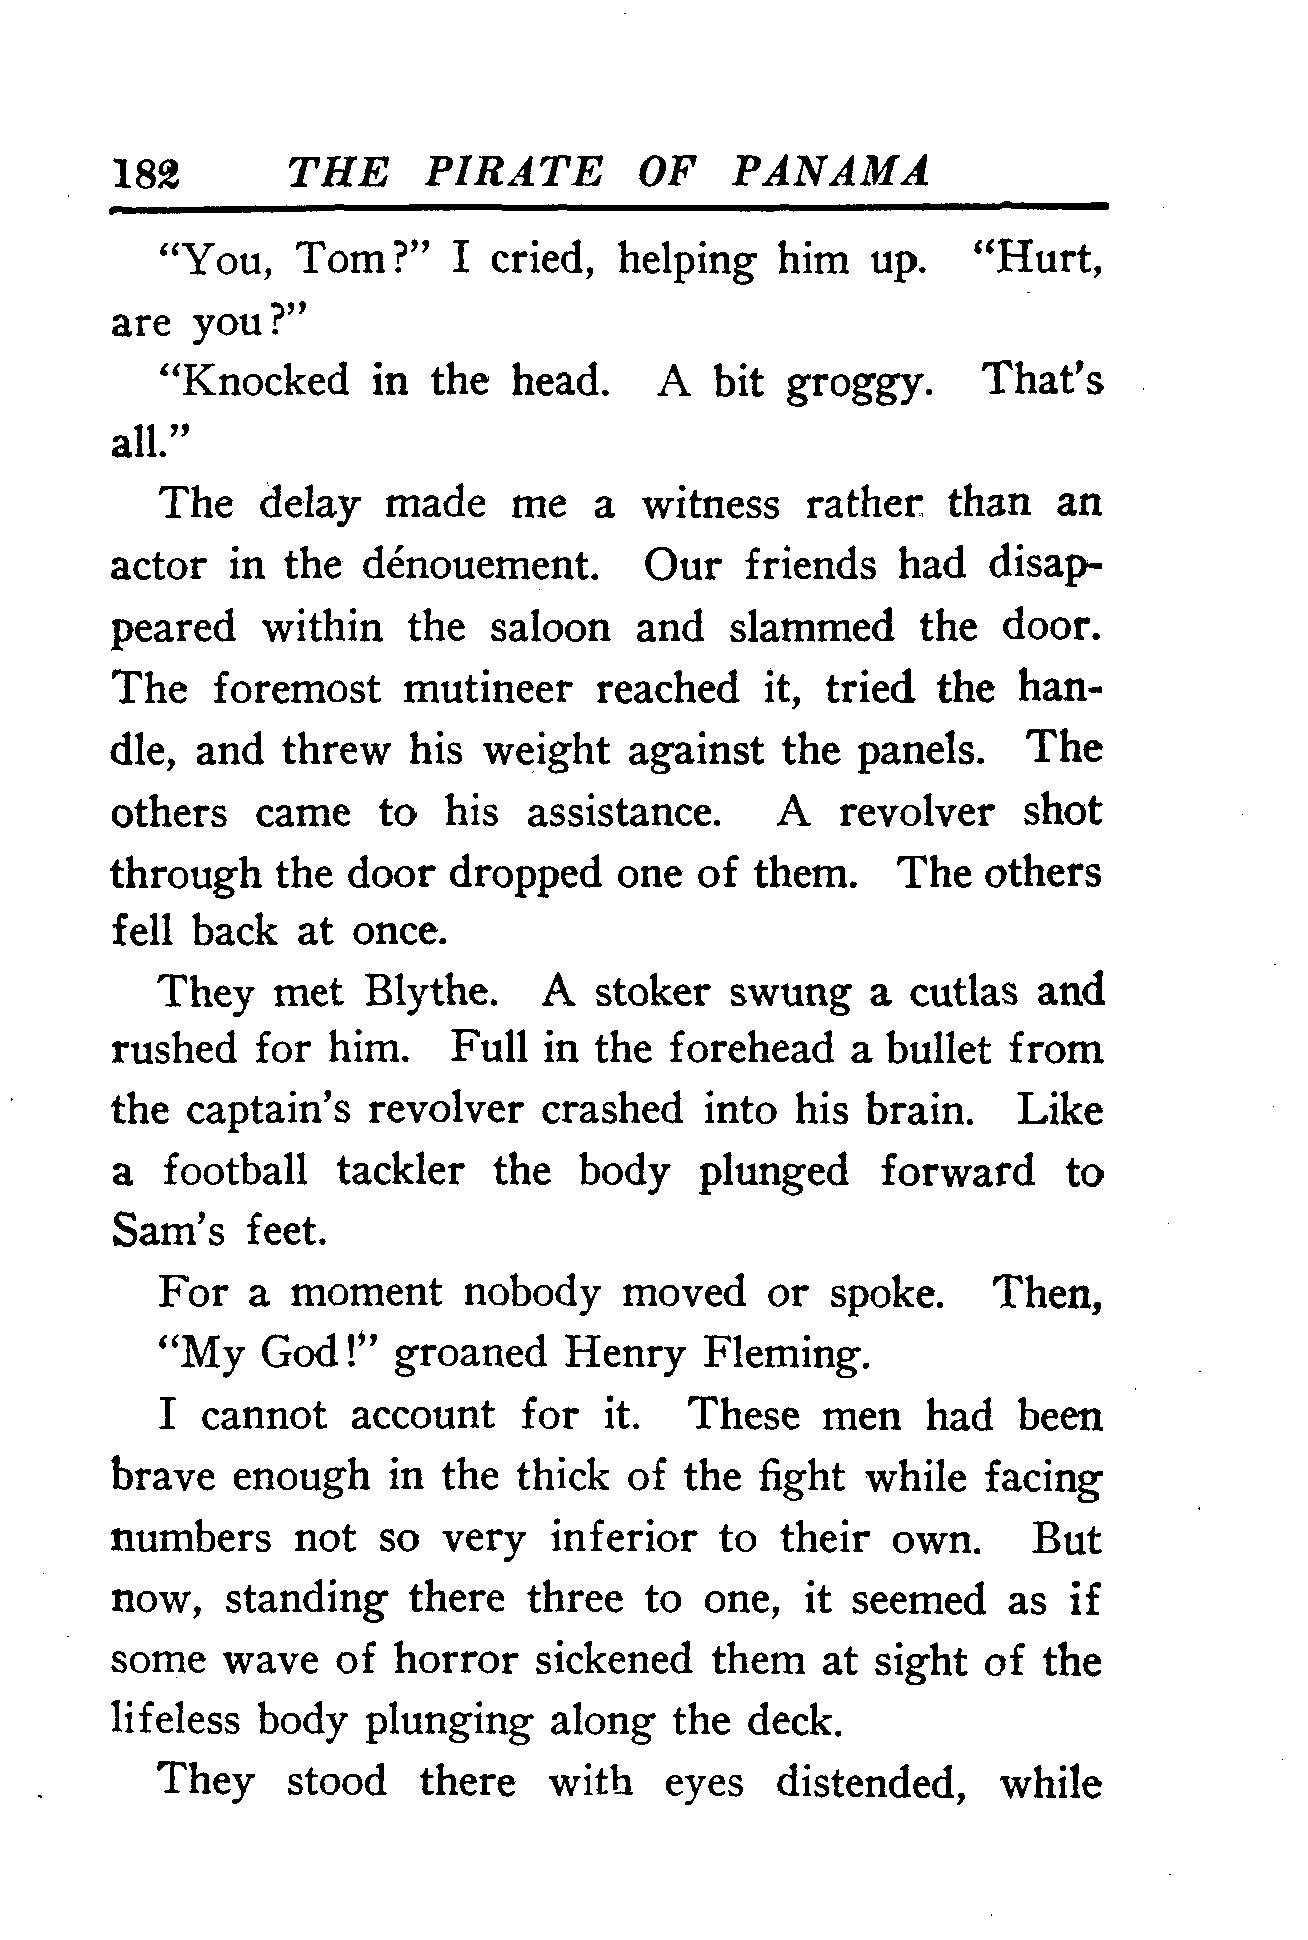 182 THE PIRATE OF PANAMA
“You, Tom?” I cried, helping him up. “Hurt,
are you?”
“Knocked in the head. A bit groggy. That’s
all.”
The delay made me a witness rather than an
actor in the dénouement. Our friends had disap-
peared within the saloon and slammed the door.
The foremost mutineer reached it, tried the han-
dle, and threw his weight against the panels. The
others came to his assistance. A revolver shot
through the door dropped one of them. The others
fell back at once.
They met Blythe. A stoker swung a cutlas and
rushed for him. Full in the forehead a bullet from
the captain’s revolver crashed into his brain. Like
a football tackler the body plunged forward to
Sam’s feet.
For a moment nobody moved or spoke. Then,
“My God!” groaned Henry Fleming.
I cannot account for it. These men had been
brave enough in the thick of the fight while facing
numbers not so very inferior to their own. But
now, standing there three to one, it seemed as if
some wave of horror sickened them at sight of the
lifeless body plunging along the deck.
They stood there with eyes distended, while